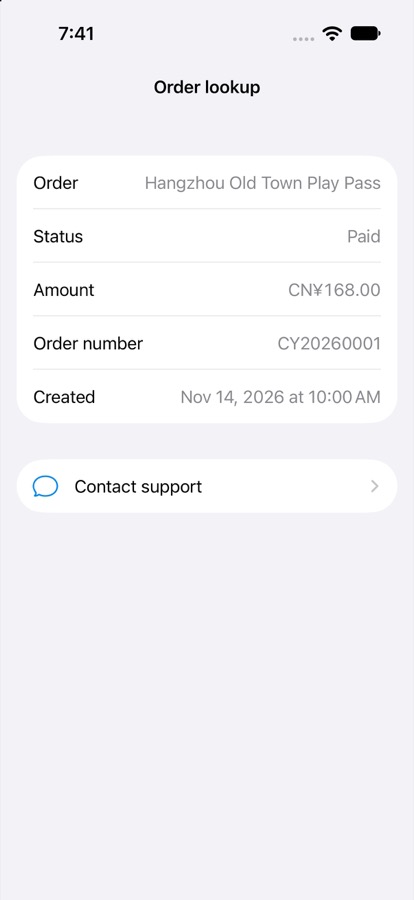 7:41
Order lookup
Order Hangzhou Old Town Play Pass
Status Paid
Amount CN¥168.00
Order number CY20260001
Created Nov 14, 2026 at 10:00 AM
Contact support